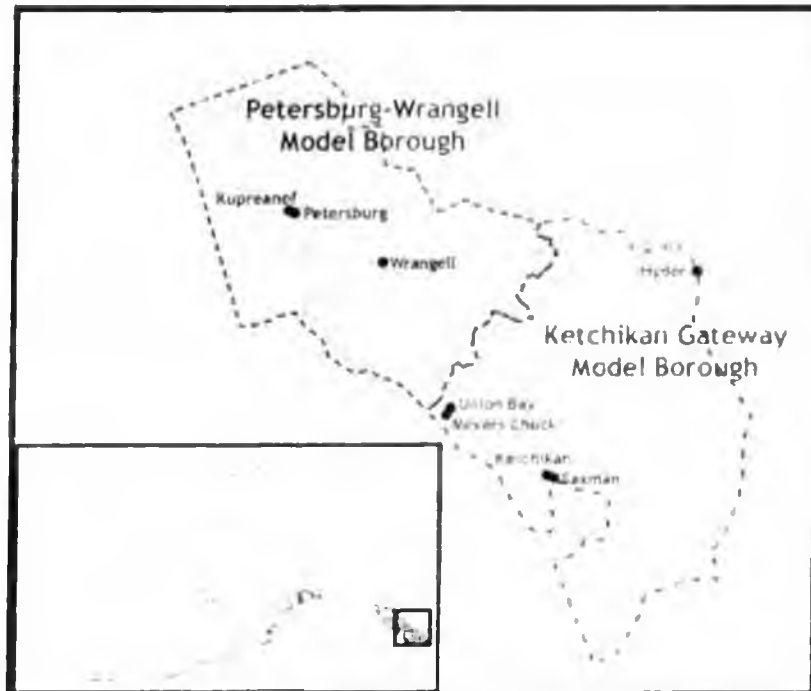 Petersburg-Wrangell
Model Borough
Kupreanof
Petersburg
Wrangell
Hyder
Ketchikan Gateway
Model Borough
Union Bay
Meyers Chuck
Ketchikan
Saxman